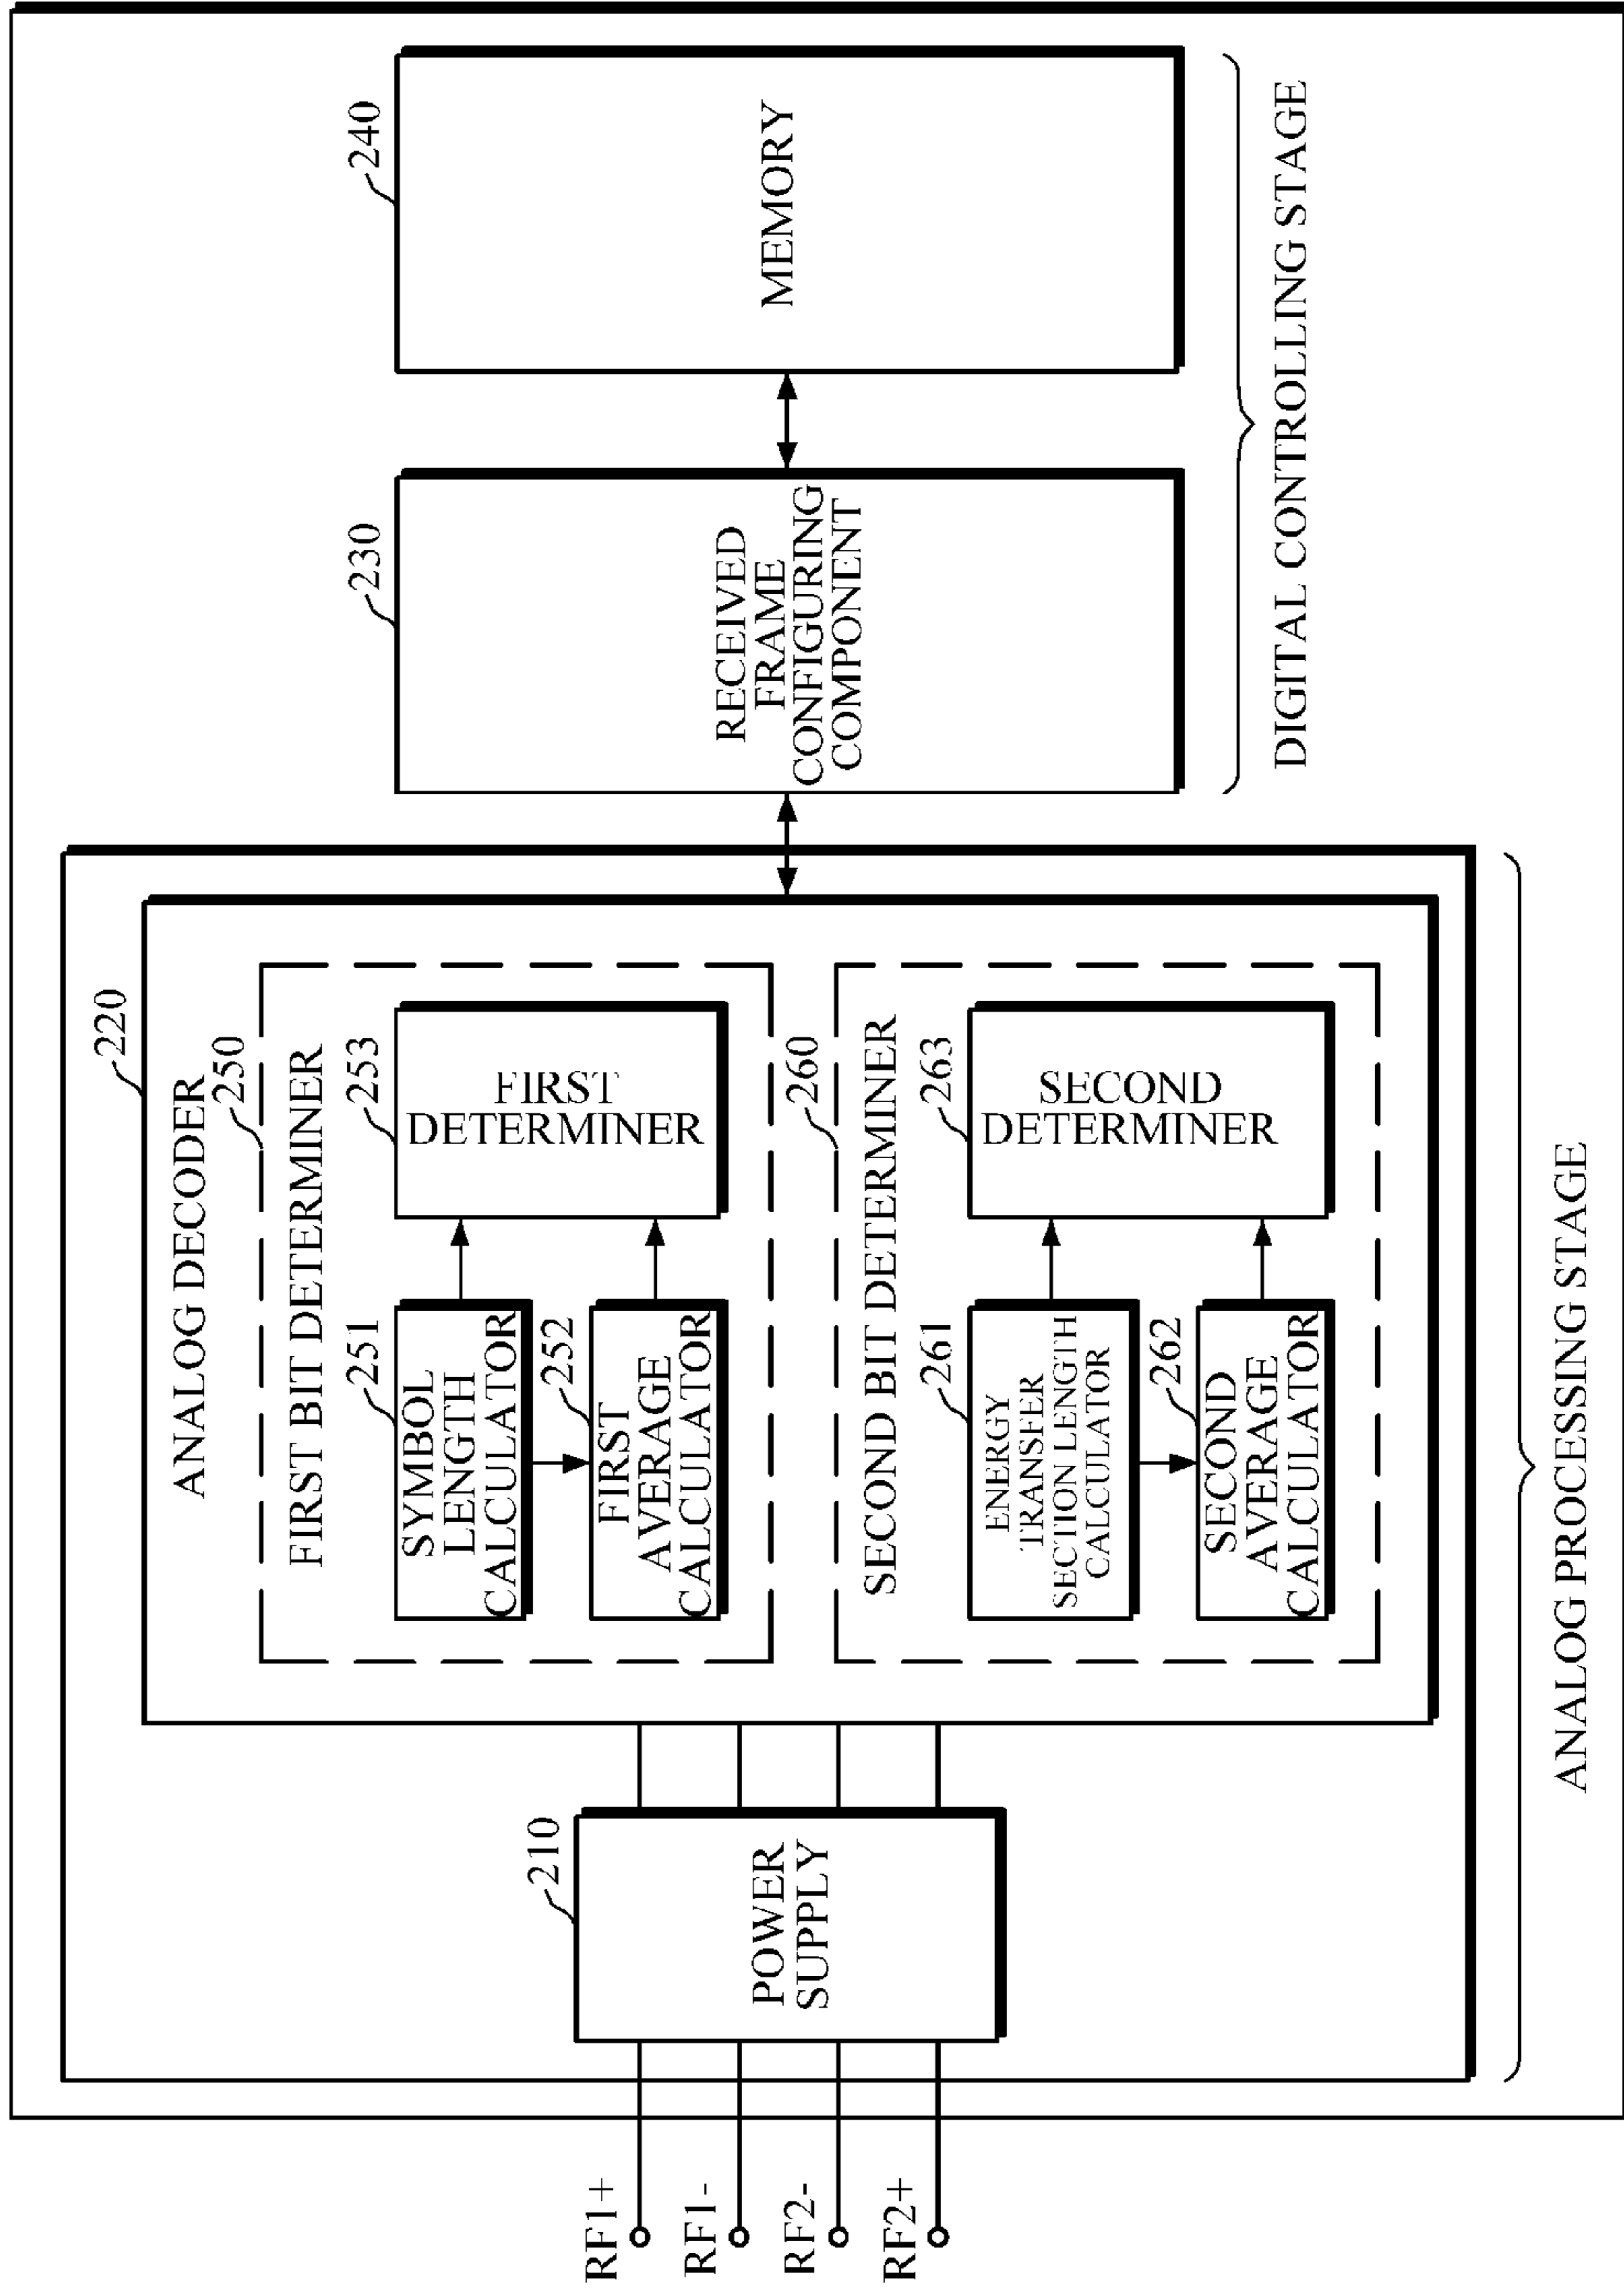 RF1+
RF1-
RF2-
RF2+
210
POWER
SUPPLY
220
ANALOG DECODER
250
FIRST BIT DETERMINER
251
SYMBOL
LENGTH
CALCULATOR
252
FIRST
AVERAGE
CALCULATOR
253
FIRST
DETERMINER
260
SECOND BIT DETERMINER
261
ENERGY
TRANSFER
SECTION LENGTH
CALCULATOR
262
SECOND
AVERAGE
CALCULATOR
263
SECOND
DETERMINER
ANALOG PROCESSING STAGE
230
RECEIVED
FRAME
CONFIGURING
COMPONENT
240
MEMORY
DIGITAL CONTROLLING STAGE